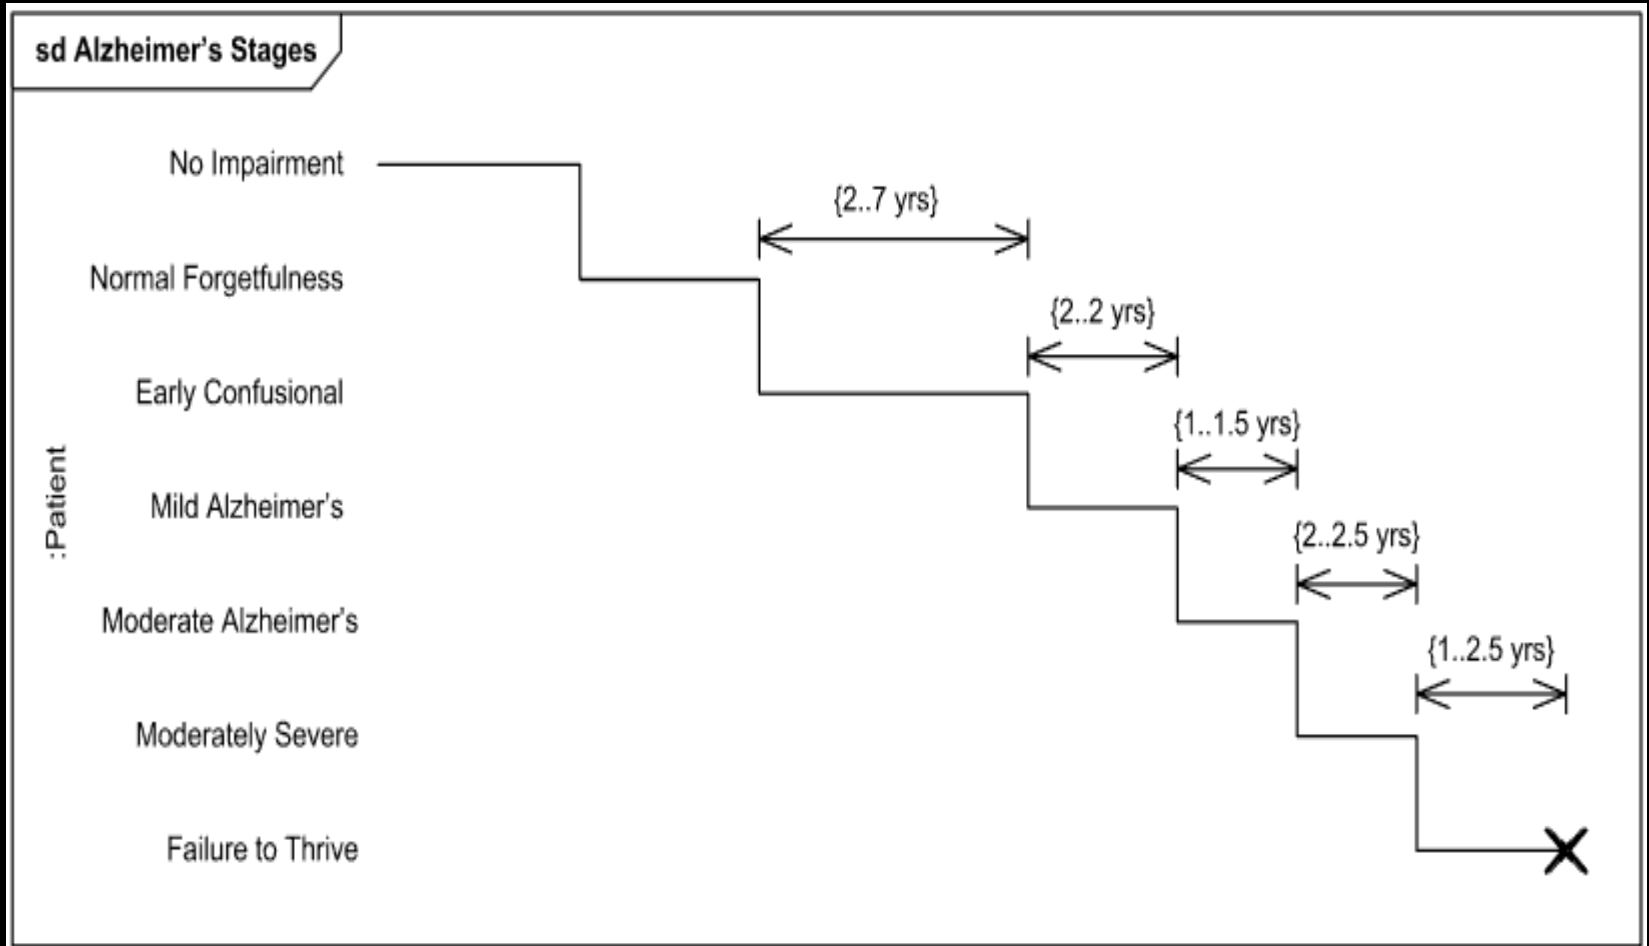 sd Alzheimer's Stages
No Impairment
{2..7 yrs}
Normal Forgetfulness
{2..2 yrs}
Early Confusional
{1..1.5 yrs}
:Patient
Mild Alzheimer's
{2..2.5 yrs}
Moderate Alzheimer's
{1..2.5 yrs}
Moderately Severe
Failure to Thrive